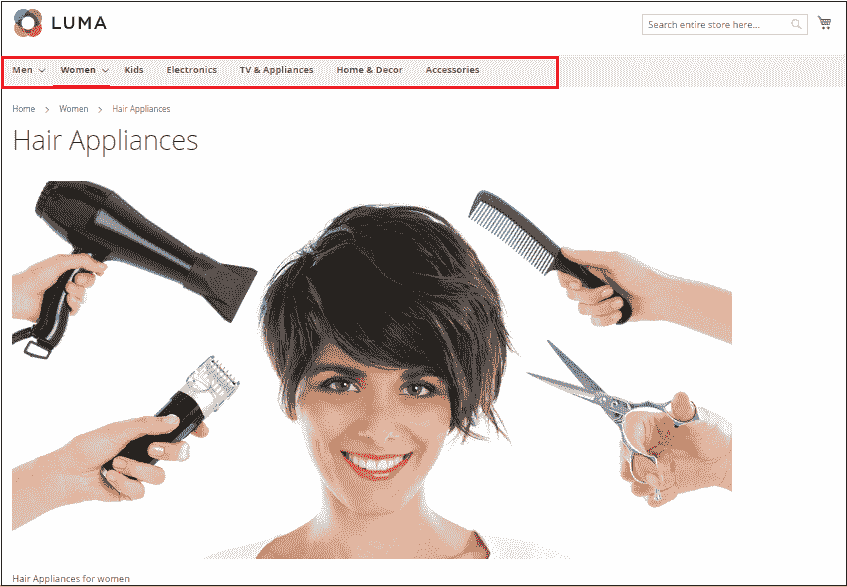 LUMA
Search entire store here...
Men Women Kids Electronics TV & Appliances Home & Decor Accessories
Home > Women > Hair Appliances
Hair Appliances
Hair Appliances for women